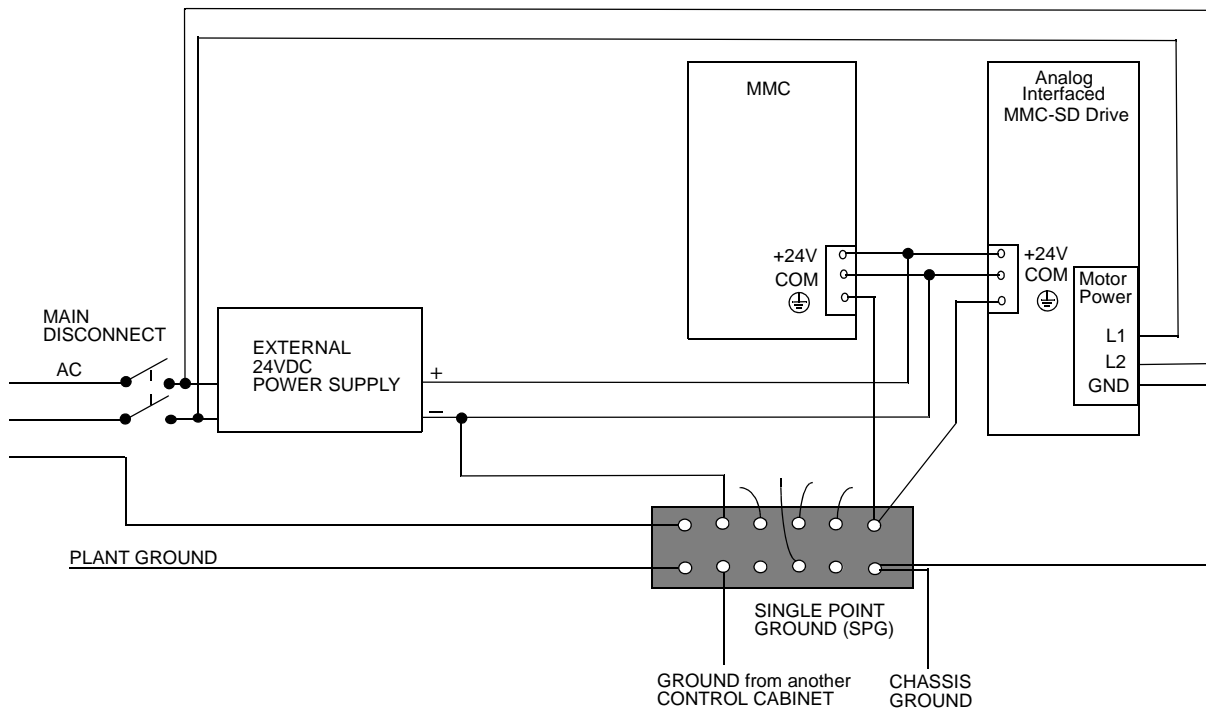 MMC
Analog
Interfaced
MMC-SD Drive
+24V
COM
+24V
COM
Motor
Power
L1
L2
GND
MAIN
DISCONNECT
AC
EXTERNAL
24VDC
POWER SUPPLY
+
–
PLANT GROUND
SINGLE POINT
GROUND (SPG)
GROUND from another
CONTROL CABINET
CHASSIS
GROUND